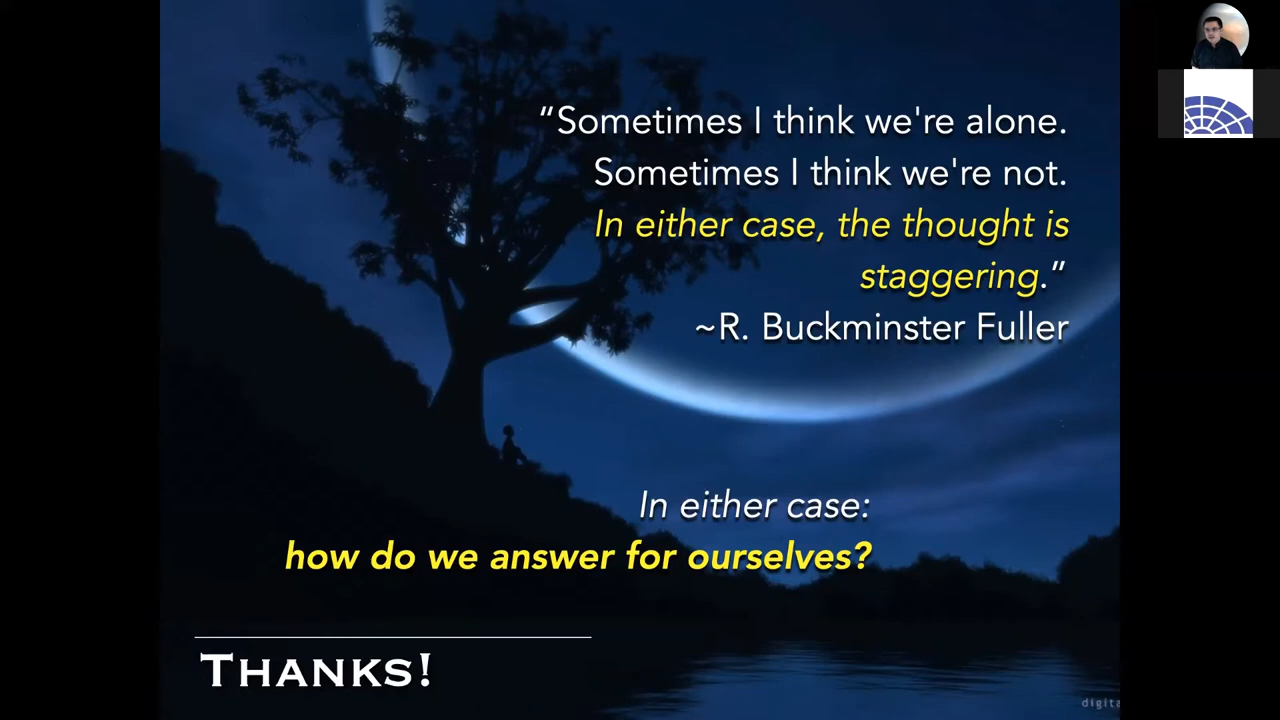 “Sometimes I think we're alone.
Sometimes I think we're not.
In either case, the thought is
staggering.”
~R. Buckminster Fuller
In either case:
how do we answer for ourselves?
THANKS!
digita